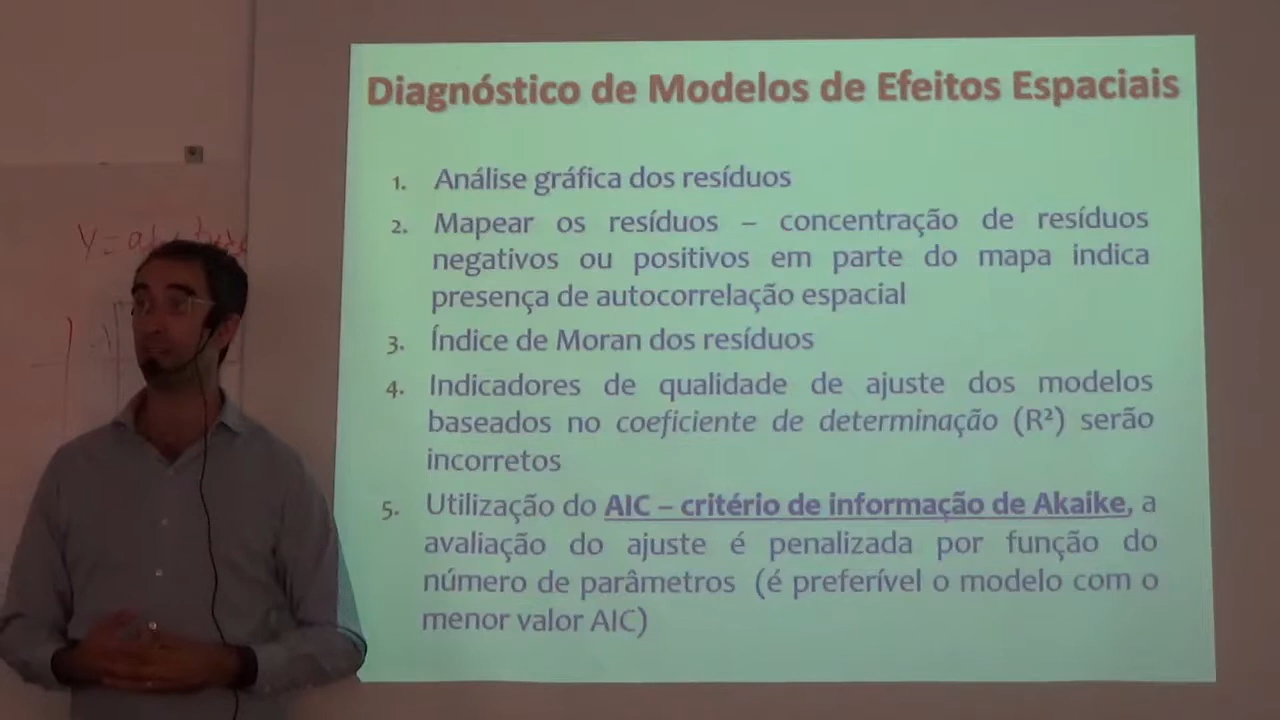 Diagnóstico de Modelos de Efeitos Espaciais
1. Análise gráfica dos resíduos
2. Mapear os resíduos – concentração de resíduos
negativos ou positivos em parte do mapa indica
presença de autocorrelação espacial
3. Índice de Moran dos resíduos
4. Indicadores de qualidade de ajuste dos modelos
baseados no coeficiente de determinação (R²) serão
incorretos
5. Utilização do AIC – critério de informação de Akaike, a
avaliação do ajuste é penalizada por função do
número de parâmetros (é preferível o modelo com o
menor valor AIC)